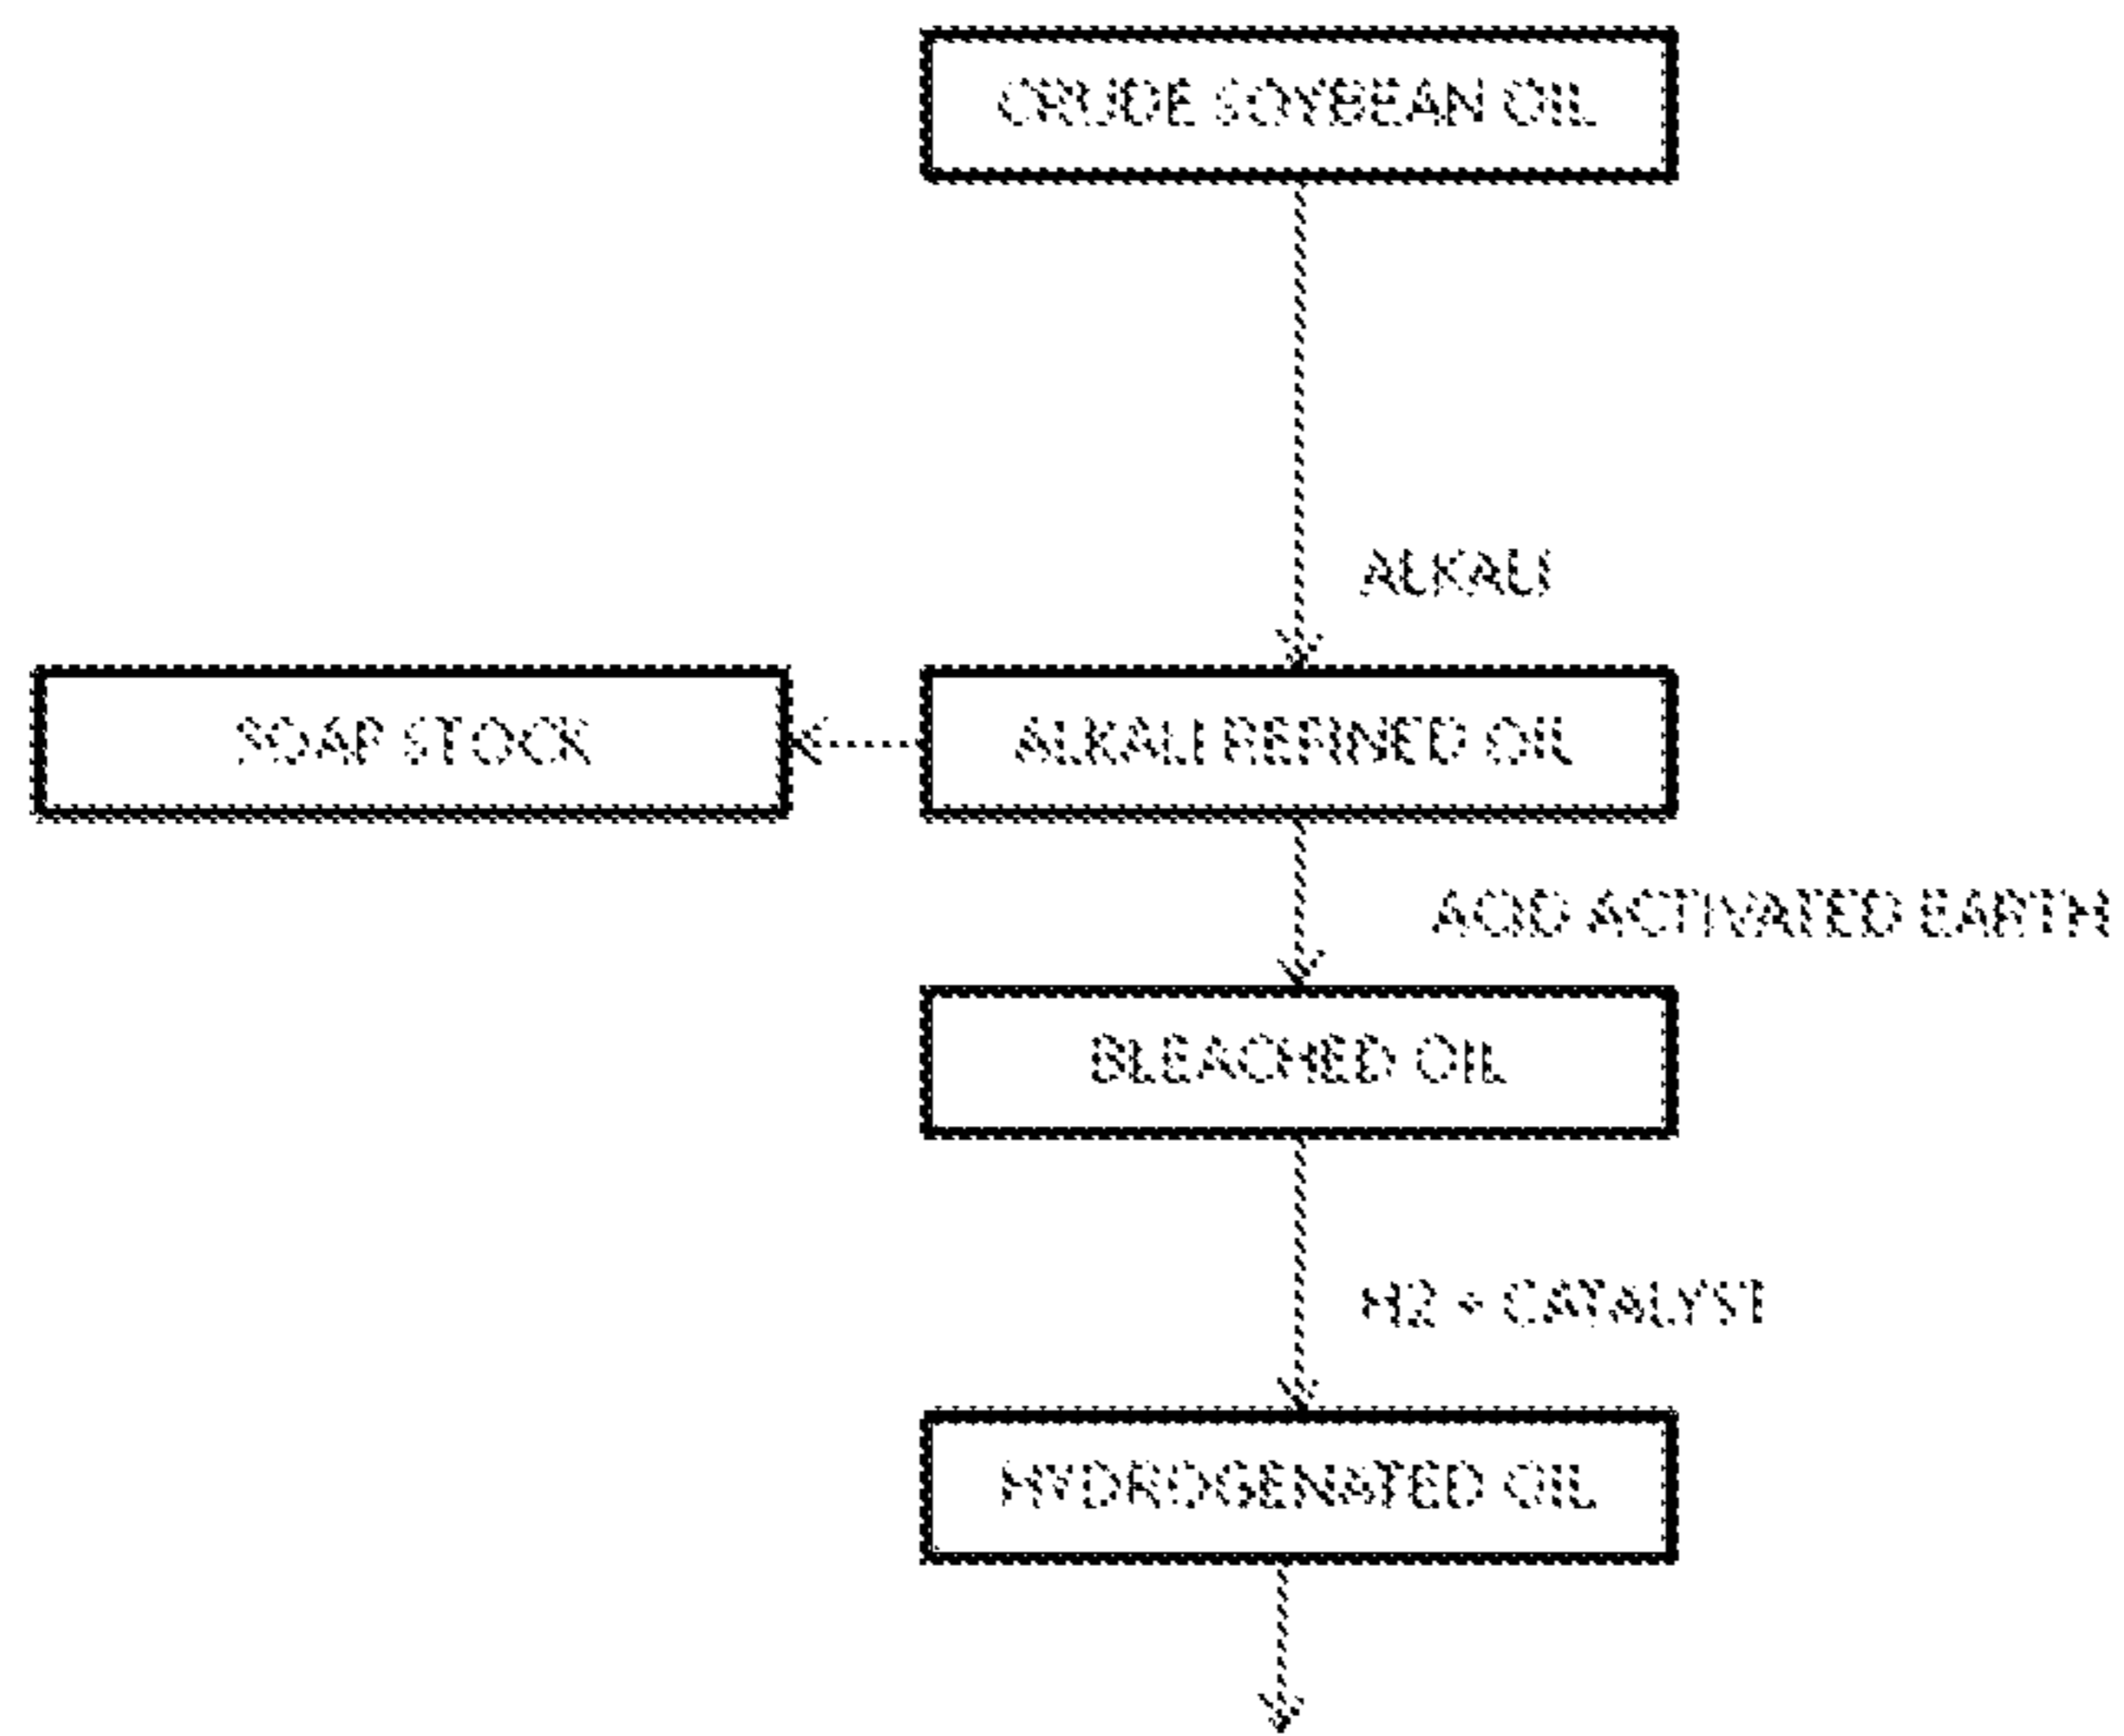 CRUDE SOYBEAN OIL
ALKALI
SOAP STOCK
ALKALI REFINED OIL
ACID ACTIVATED EARTH
BLEACHED OIL
H2 + CATALYST
HYDROGENATED OIL